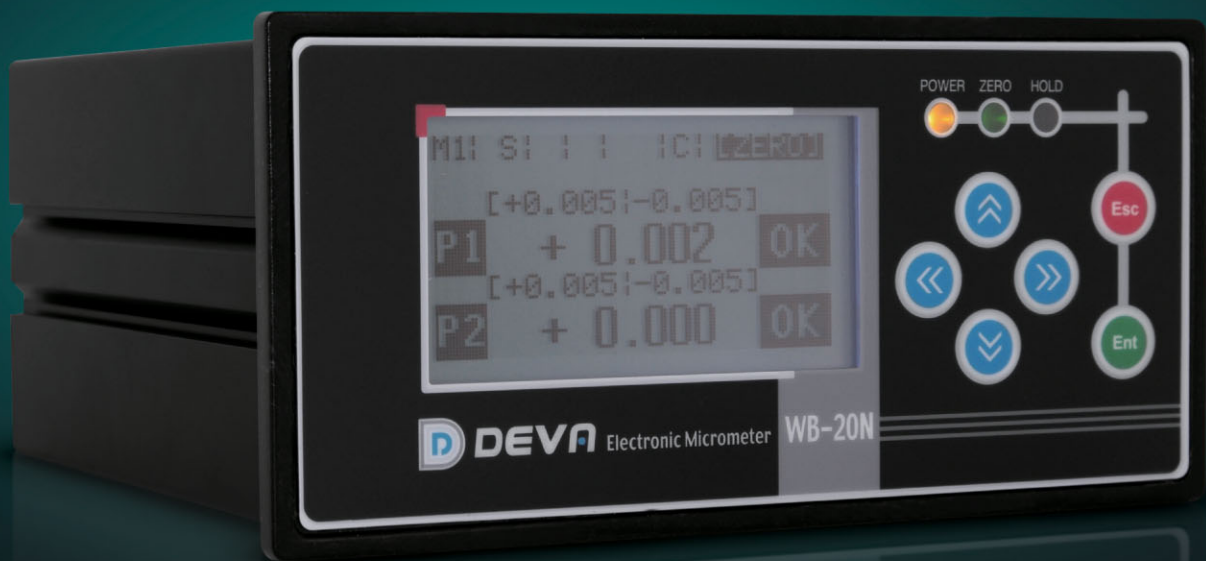 POWER ZERO HOLD
M1¦ S¦ ¦ ¦ ¦C¦ [ZERO]
[+0.005¦-0.005]
P1 + 0.002 OK
[+0.005¦-0.005]
P2 + 0.000 OK
Esc
Ent
D DEVA Electronic Micrometer WB-20N